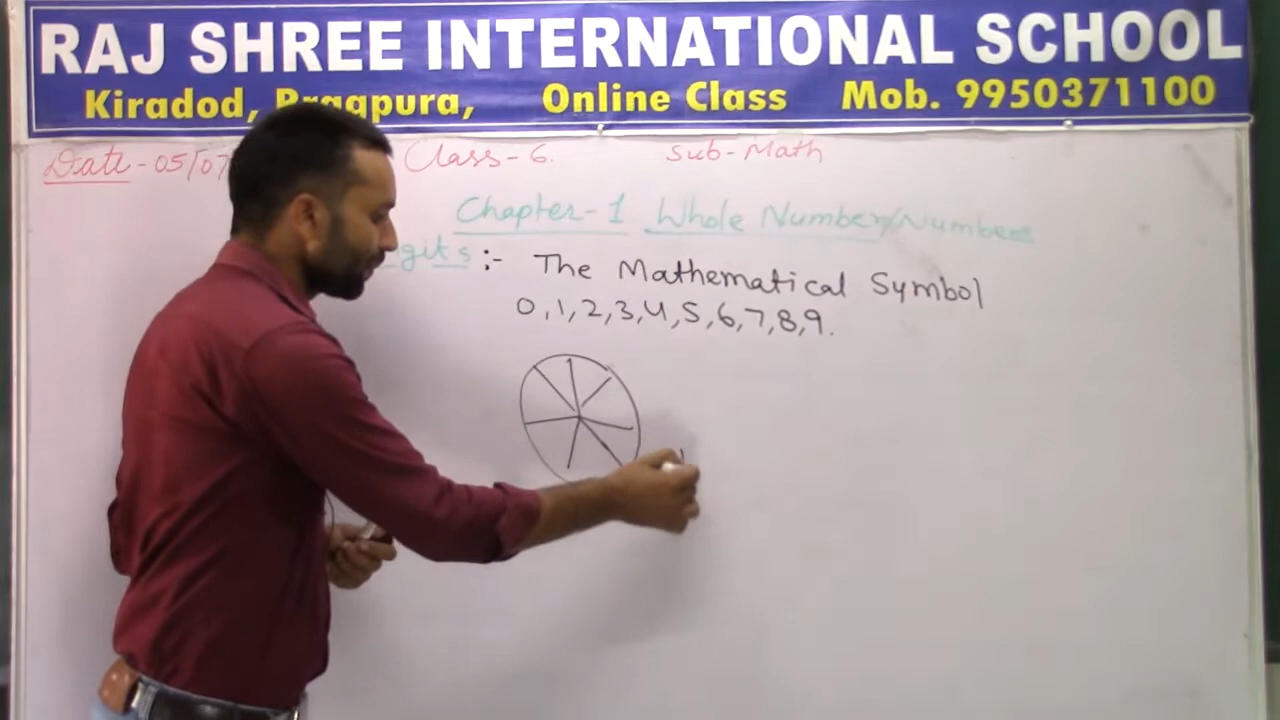 RAJ SHREE INTERNATIONAL SCHOOL
Kiradod, Pragpura, Online Class Mob. 9950371100
Date - 05/07 Class - 6. Sub - Math
Chapter - 1 Whole Number/Numbers
gits :- The Mathematical Symbol
0,1,2,3,4,5,6,7,8,9.